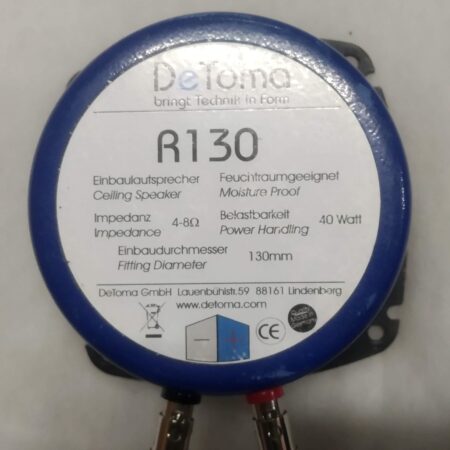 DeToma
bringt Technik in Form
R130
Einbaulautsprecher Feuchtraumgeeignet
Ceiling Speaker Moisture Proof
Impedanz 4-8Ω Belastbarkeit 40 Watt
Impedance Power Handling
Einbaudurchmesser 130mm
Fitting Diameter
DeToma GmbH Lauenbühlstr.59 88161 Lindenberg
www.detoma.com
− +
CE